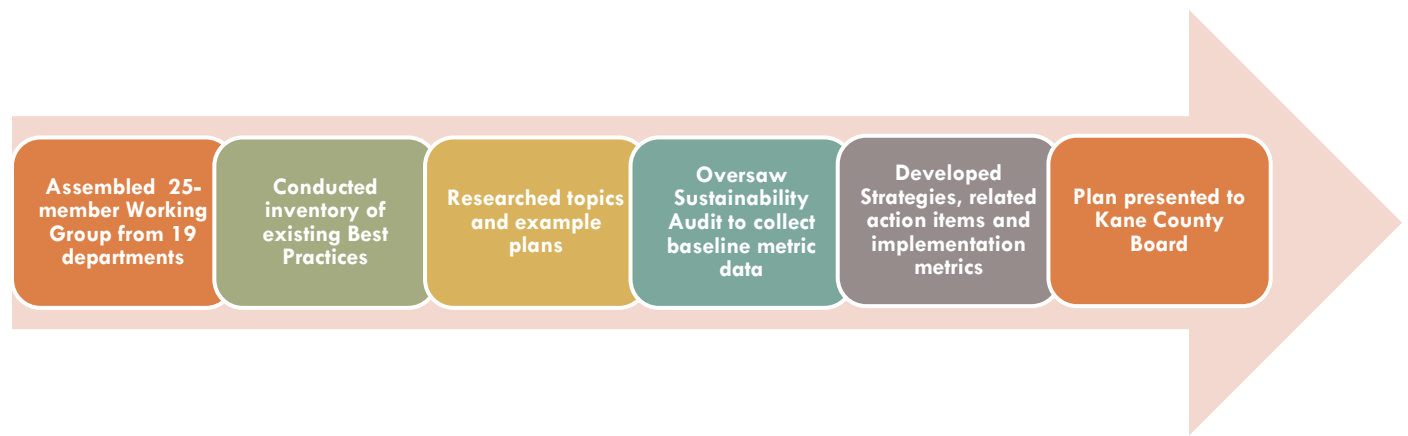 Assembled 25-
member Working
Group from 19
departments
Conducted
inventory of
existing Best
Practices
Researched topics
and example
plans
Oversaw
Sustainability
Audit to collect
baseline metric
data
Developed
Strategies, related
action items and
implementation
metrics
Plan presented to
Kane County
Board